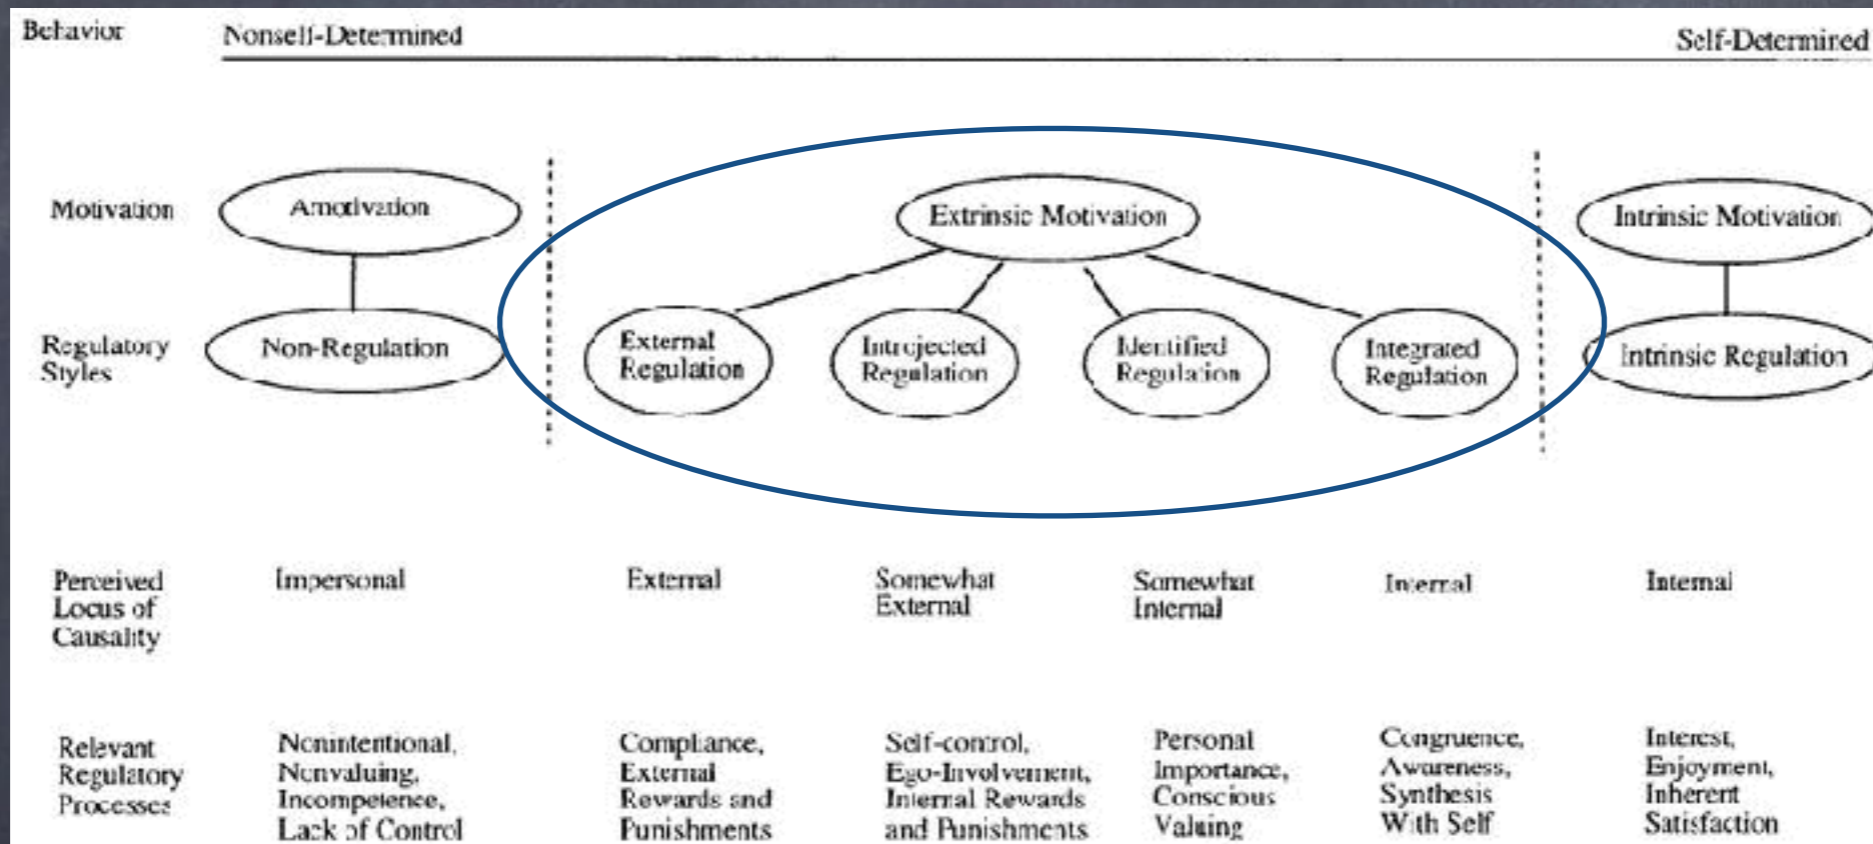 Behavior
Nonself-Determined
Self-Determined
Motivation
Amotivation
Extrinsic Motivation
Intrinsic Motivation
Regulatory
Styles
Non-Regulation
External
Regulation
Introjected
Regulation
Identified
Regulation
Integrated
Regulation
Intrinsic Regulation
Perceived
Locus of
Causality
Impersonal
External
Somewhat
External
Somewhat
Internal
Internal
Internal
Relevant
Regulatory
Processes
Nonintentional,
Nonvaluing,
Incompetence,
Lack of Control
Compliance,
External
Rewards and
Punishments
Self-control,
Ego-Involvement,
Internal Rewards
and Punishments
Personal
Importance,
Conscious
Valuing
Congruence,
Awareness,
Synthesis
With Self
Interest,
Enjoyment,
Inherent
Satisfaction